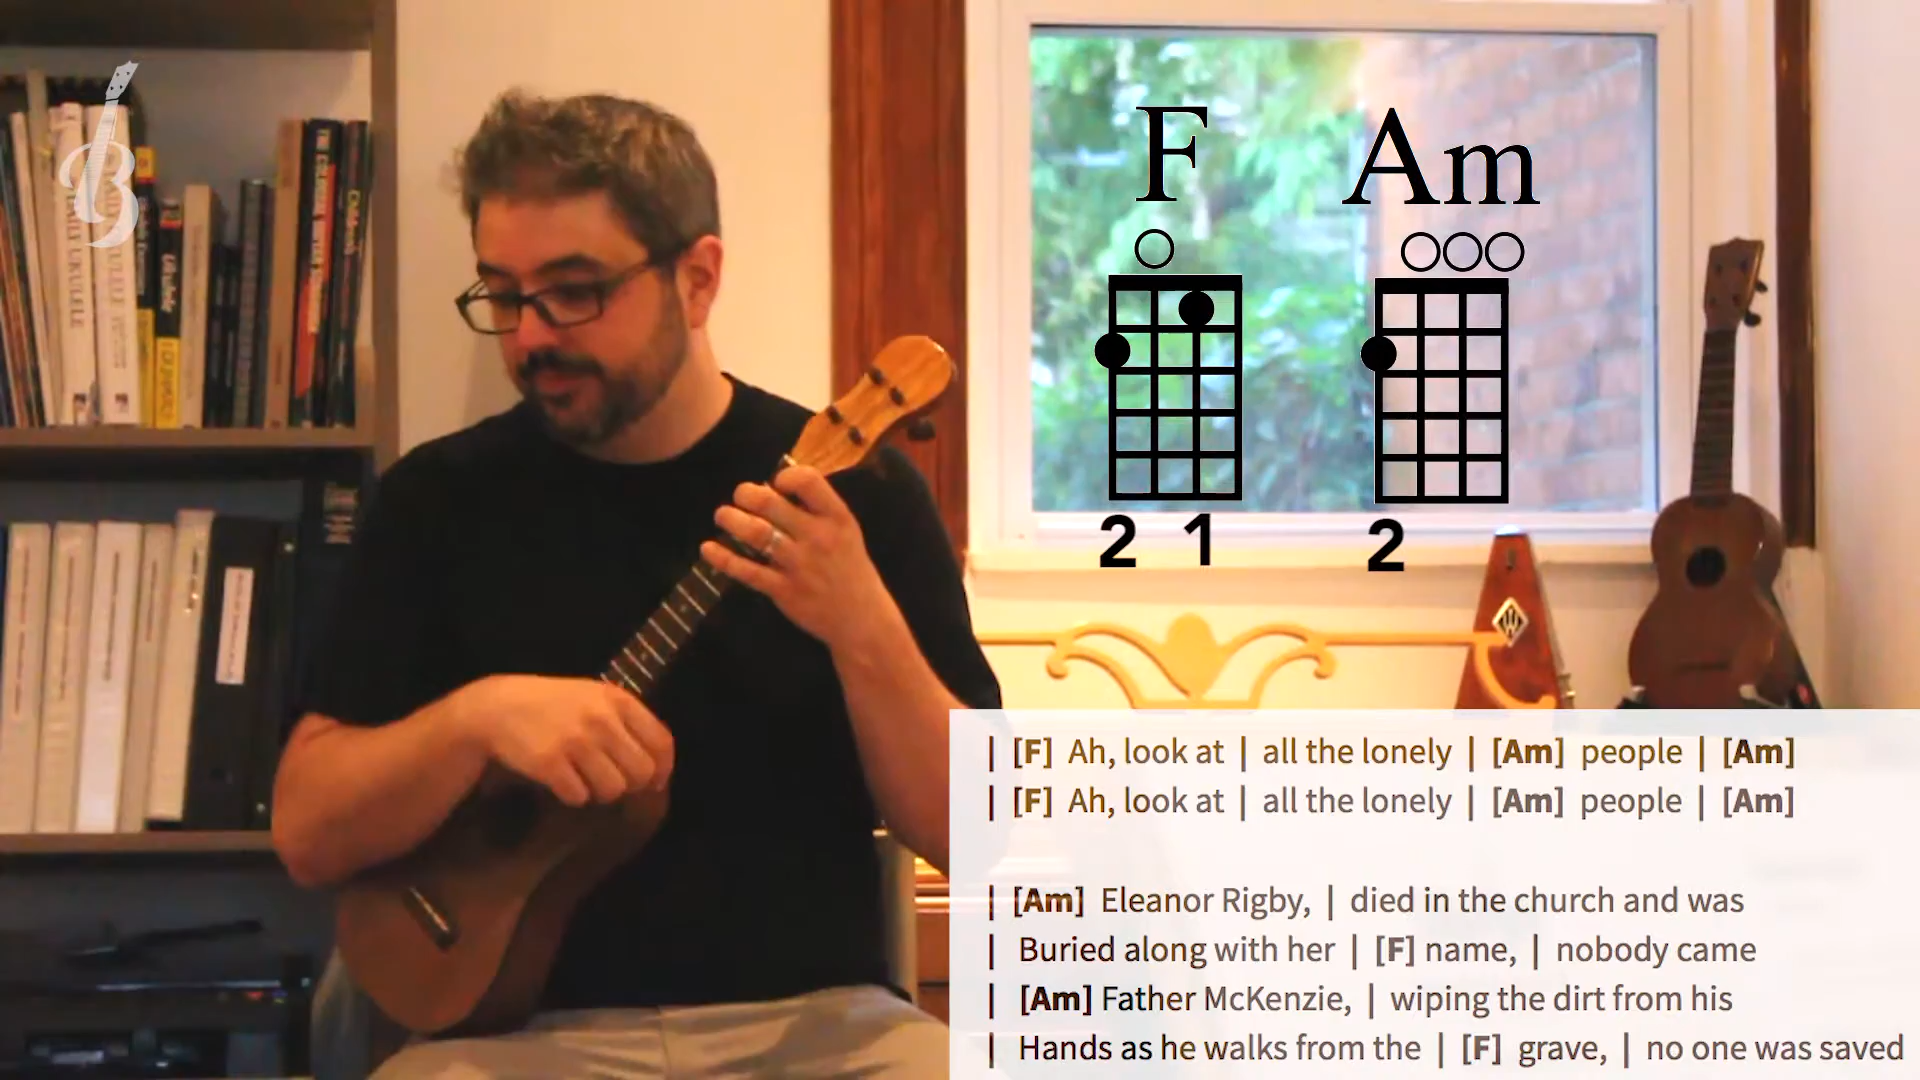 F Am
2 1 2
| [F] Ah, look at | all the lonely | [Am] people | [Am]
| [F] Ah, look at | all the lonely | [Am] people | [Am]
| [Am] Eleanor Rigby, | died in the church and was
| Buried along with her | [F] name, | nobody came
| [Am] Father McKenzie, | wiping the dirt from his
| Hands as he walks from the | [F] grave, | no one was saved